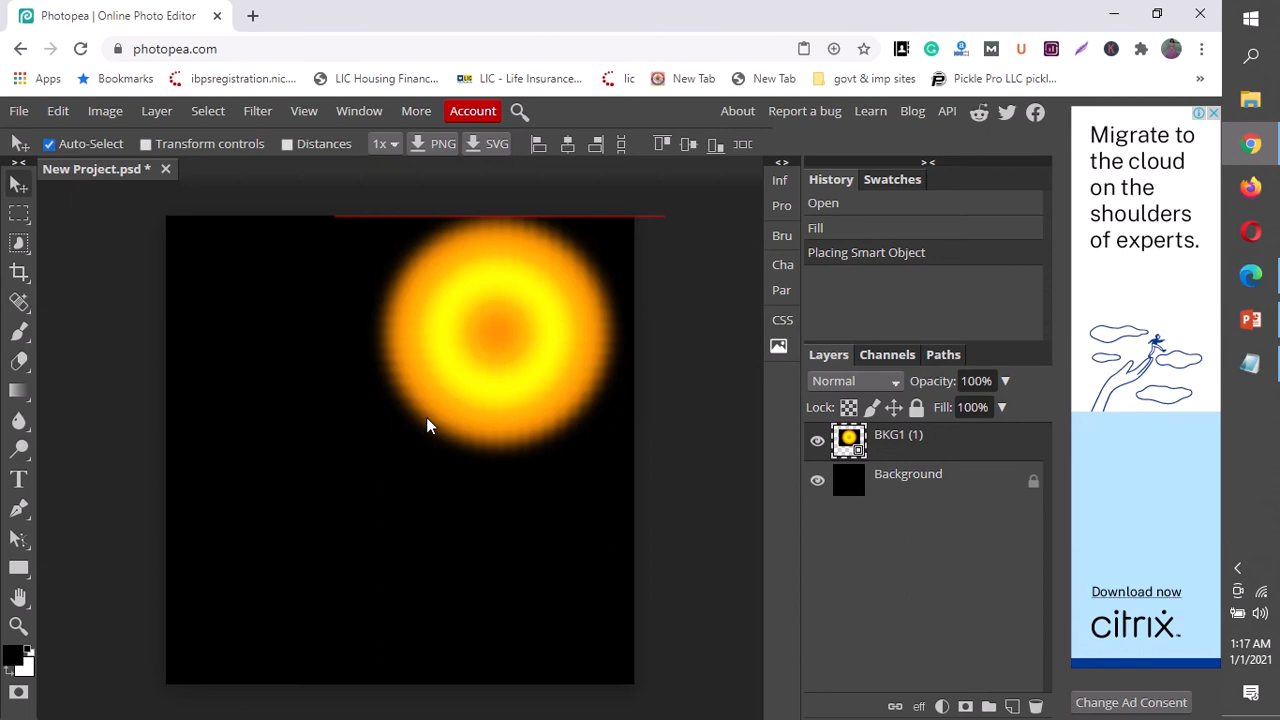 Photopea | Online Photo Editor
photopea.com
Apps Bookmarks ibpsregistration.nic... LIC Housing Financ... LIC - Life Insurance... lic New Tab New Tab govt & imp sites Pickle Pro LLC pickl...
File Edit Image Layer Select Filter View Window More Account About Report a bug Learn Blog API
Auto-Select Transform controls Distances 1x PNG SVG
New Project.psd *
Inf
Pro
Bru
Cha
Par
CSS
History Swatches
Open
Fill
Placing Smart Object
Layers Channels Paths
Normal Opacity: 100%
Lock: Fill: 100%
BKG1 (1)
Background
eff
Migrate to
the cloud
on the
shoulders
of experts.
Download now
citrix
Change Ad Consent
1:17 AM
1/1/2021